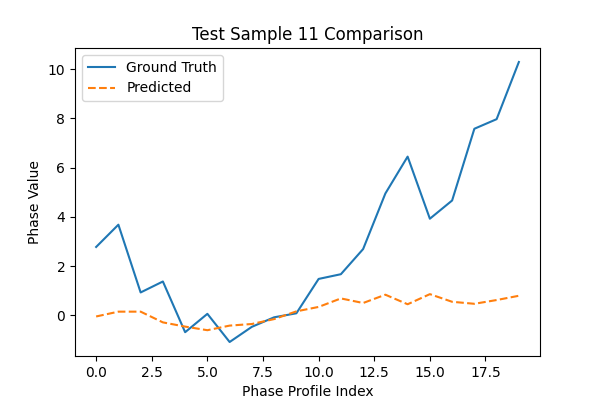 Test Sample 11 Comparison
Ground Truth
Predicted
10
8
6
4
2
0
Phase Value
0.0 2.5 5.0 7.5 10.0 12.5 15.0 17.5
Phase Profile Index